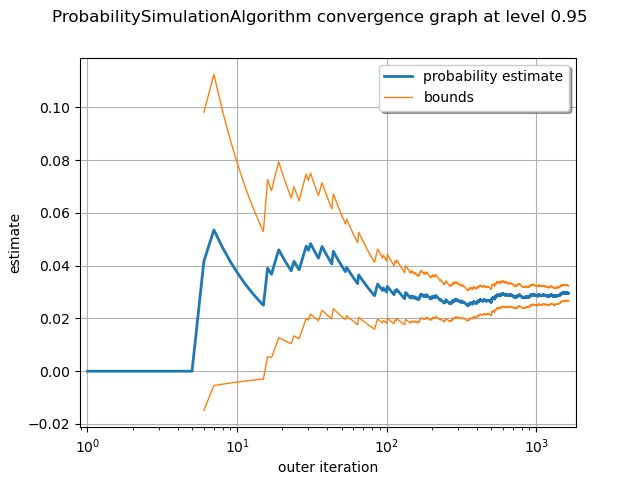 ProbabilitySimulationAlgorithm convergence graph at level 0.95
probability estimate
bounds
0.10
0.08
0.06
0.04
0.02
0.00
−0.02
estimate
10⁰
10¹
10²
10³
outer iteration